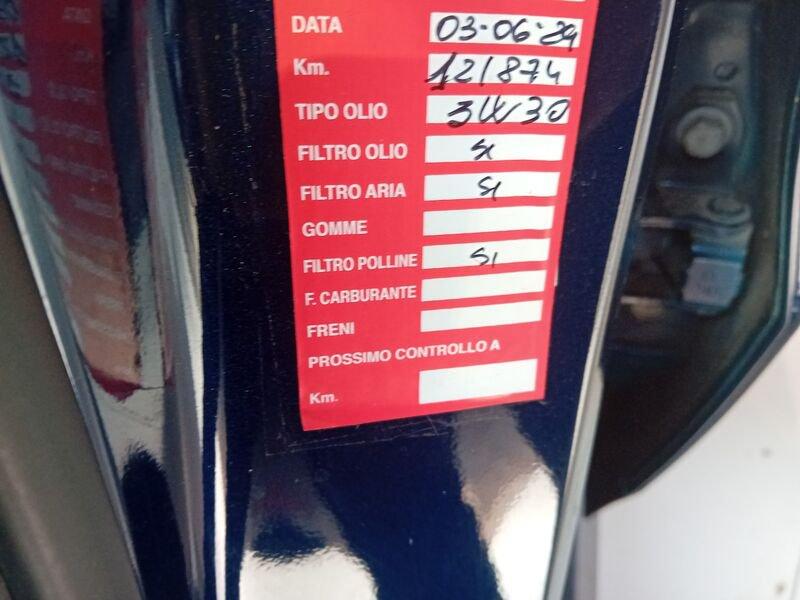 DATA 03-06-24
Km. 121874
TIPO OLIO 5W30
FILTRO OLIO SI
FILTRO ARIA SI
GOMME
FILTRO POLLINE SI
F. CARBURANTE
FRENI
PROSSIMO CONTROLLO A
Km.